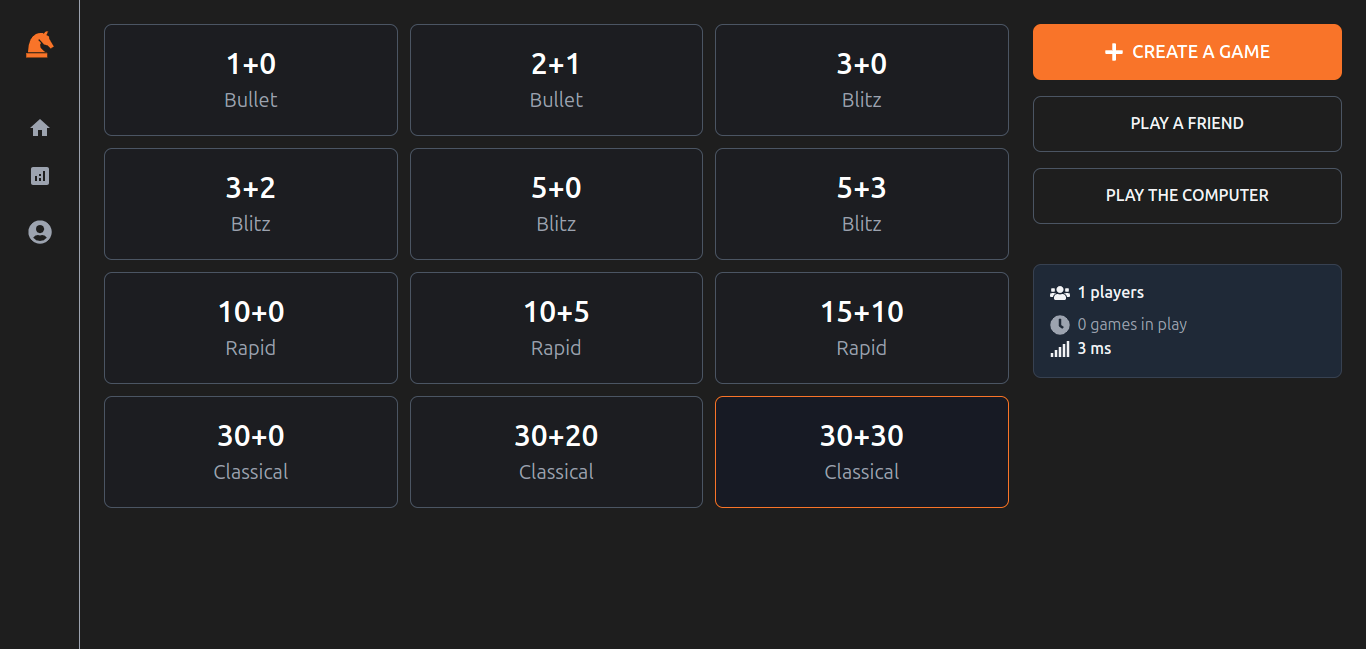 1+0
Bullet
2+1
Bullet
3+0
Blitz
3+2
Blitz
5+0
Blitz
5+3
Blitz
10+0
Rapid
10+5
Rapid
15+10
Rapid
30+0
Classical
30+20
Classical
30+30
Classical
CREATE A GAME
PLAY A FRIEND
PLAY THE COMPUTER
1 players
0 games in play
3 ms